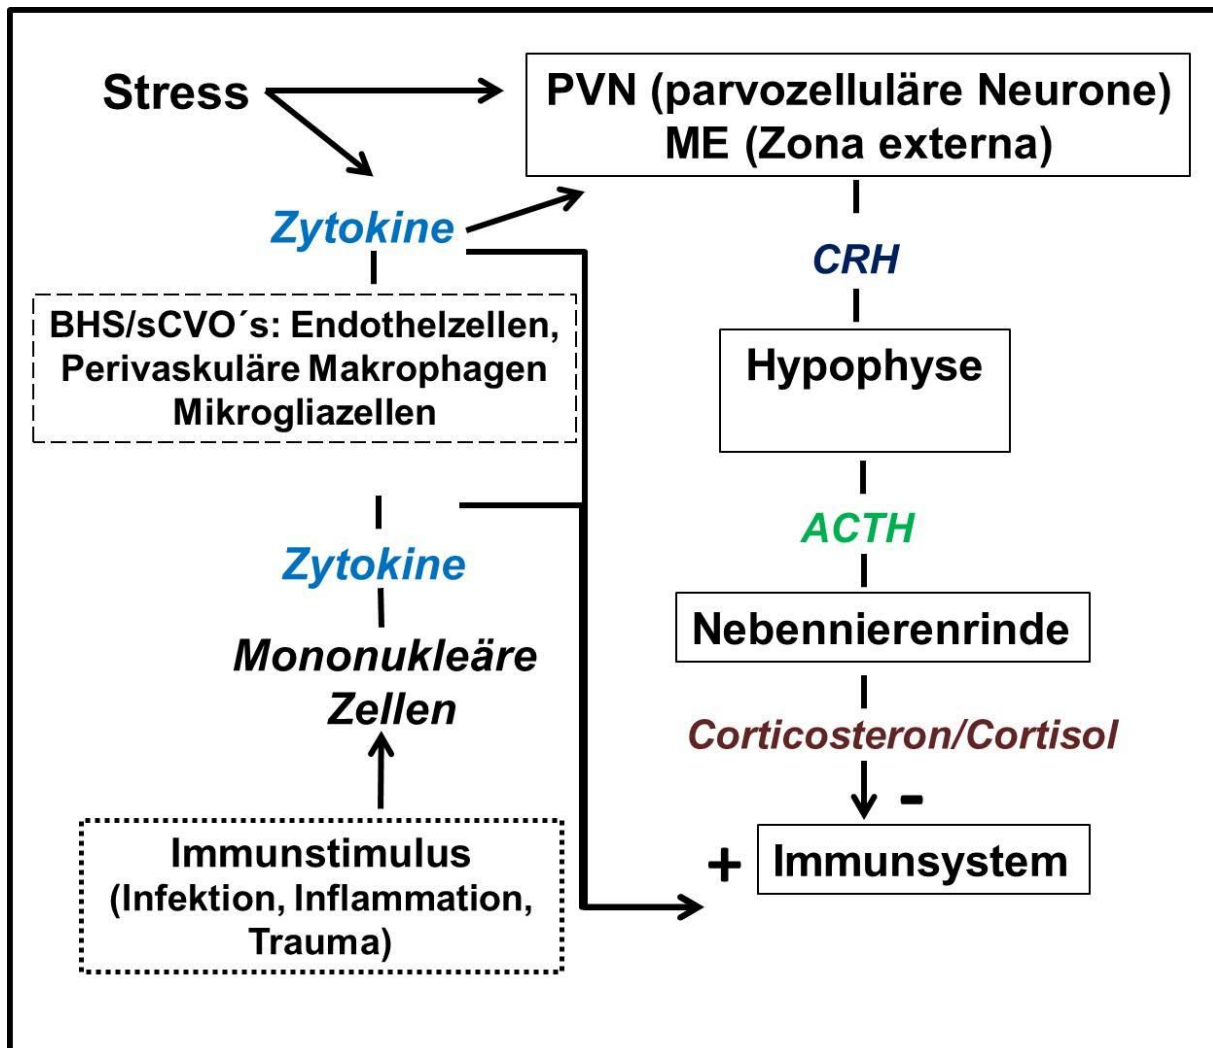 Stress
PVN (parvozelluläre Neurone)
ME (Zona externa)
Zytokine
CRH
BHS/sCVO´s: Endothelzellen,
Perivaskuläre Makrophagen
Mikrogliazellen
Hypophyse
ACTH
Zytokine
Nebennierenrinde
Mononukleäre
Zellen
Corticosteron/Cortisol
-
+
Immunsystem
Immunstimulus
(Infektion, Inflammation,
Trauma)